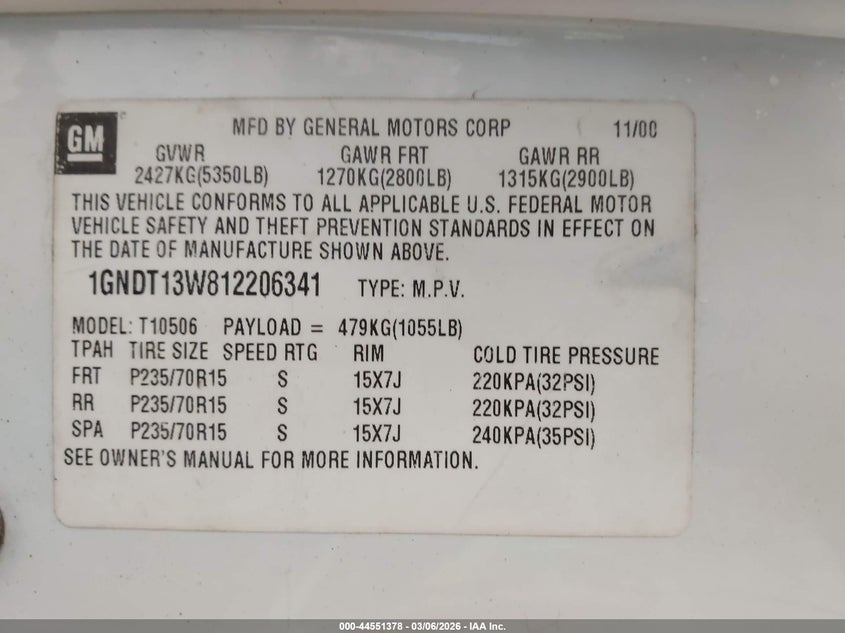 GM
MFD BY GENERAL MOTORS CORP 11/00
GVWR GAWR FRT GAWR RR
2427KG(5350LB) 1270KG(2800LB) 1315KG(2900LB)
THIS VEHICLE CONFORMS TO ALL APPLICABLE U.S. FEDERAL MOTOR
VEHICLE SAFETY AND THEFT PREVENTION STANDARDS IN EFFECT ON
THE DATE OF MANUFACTURE SHOWN ABOVE.
1GNDT13W812206341 TYPE: M.P.V.
MODEL: T10506 PAYLOAD = 479KG(1055LB)
TPAH TIRE SIZE SPEED RTG RIM COLD TIRE PRESSURE
FRT P235/70R15 S 15X7J 220KPA(32PSI)
RR P235/70R15 S 15X7J 220KPA(32PSI)
SPA P235/70R15 S 15X7J 240KPA(35PSI)
SEE OWNER'S MANUAL FOR MORE INFORMATION.
000-44551378 - 03/06/2026 - IAA Inc.